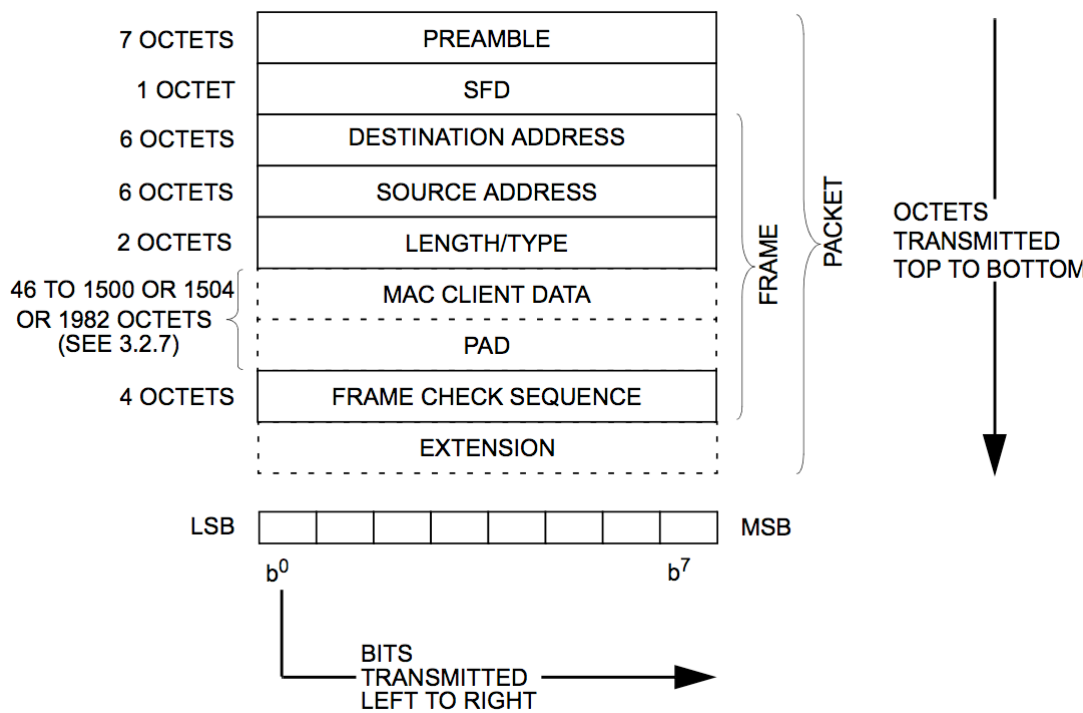 7 OCTETS
PREAMBLE
1 OCTET
SFD
6 OCTETS
DESTINATION ADDRESS
6 OCTETS
SOURCE ADDRESS
2 OCTETS
LENGTH/TYPE
46 TO 1500 OR 1504
OR 1982 OCTETS
(SEE 3.2.7)
MAC CLIENT DATA
PAD
4 OCTETS
FRAME CHECK SEQUENCE
EXTENSION
FRAME
PACKET
OCTETS
TRANSMITTED
TOP TO BOTTOM
LSB
MSB
b⁰
b⁷
BITS
TRANSMITTED
LEFT TO RIGHT